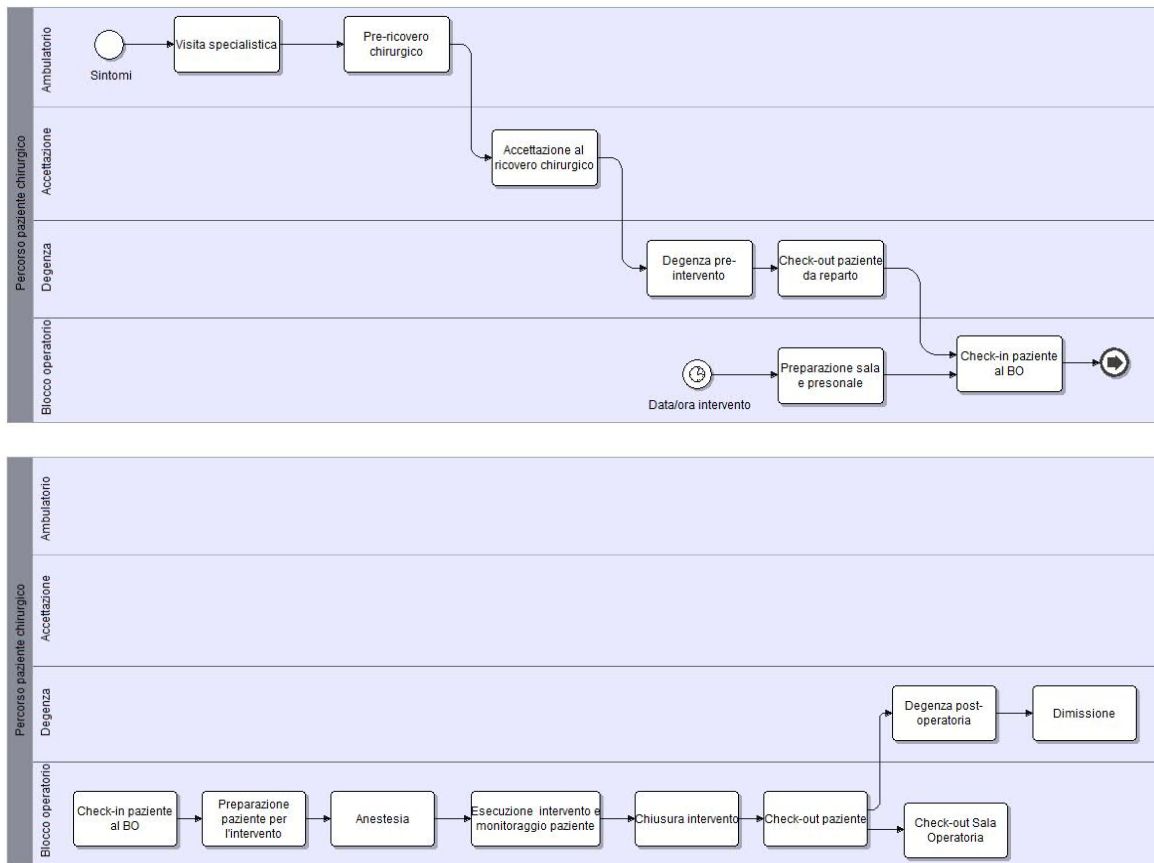 Percorso paziente chirurgico
Ambulatorio
Sintomi
Visita specialistica
Pre-ricovero
chirurgico
Accettazione
Accettazione al
ricovero chirurgico
Degenza
Degenza pre-
intervento
Check-out paziente
da reparto
Blocco operatorio
Data/ora intervento
Preparazione sala
e presonale
Check-in paziente
al BO
Percorso paziente chirurgico
Ambulatorio
Accettazione
Degenza
Degenza post-
operatoria
Dimissione
Blocco operatorio
Check-in paziente
al BO
Preparazione
paziente per
l'intervento
Anestesia
Esecuzione intervento e
monitoraggio paziente
Chiusura intervento
Check-out paziente
Check-out Sala
Operatoria